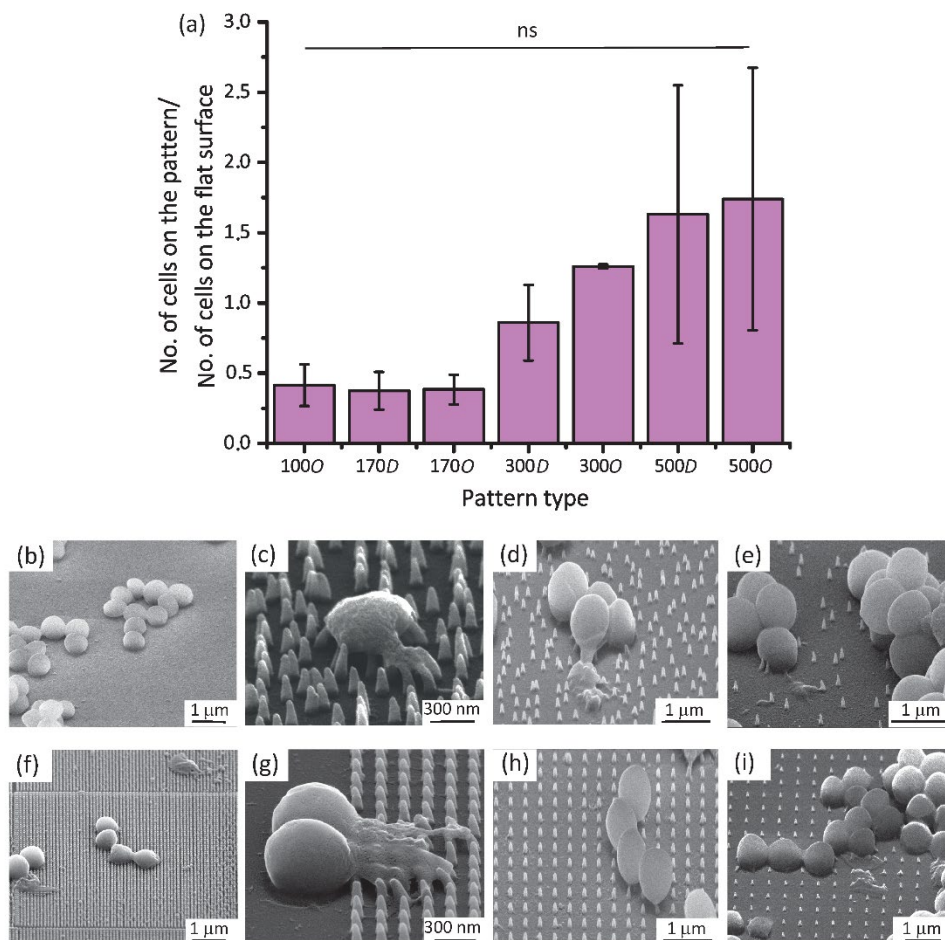 (a)
3.0
2.5
2.0
1.5
1.0
0.5
0.0
ns
No. of cells on the pattern/
No. of cells on the flat surface
100O 170D 170O 300D 300O 500D 500O
Pattern type
(b) (c) (d) (e)
1 μm 300 nm 1 μm 1 μm
(f) (g) (h) (i)
1 μm 300 nm 1 μm 1 μm